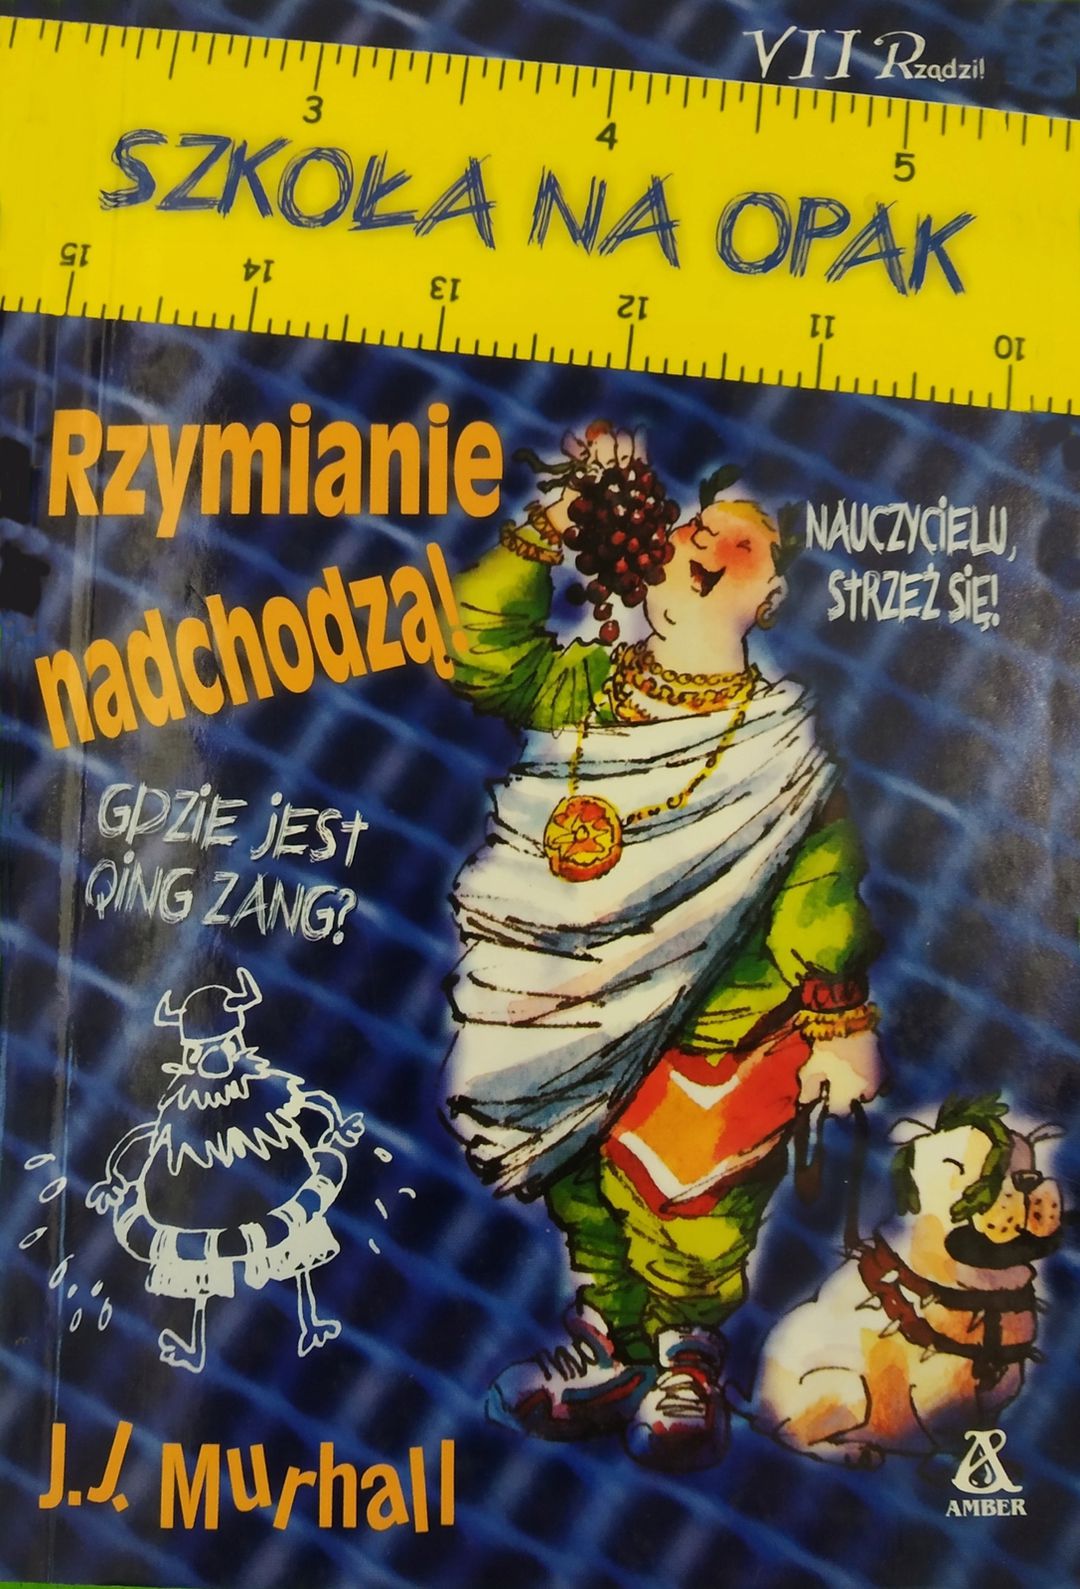 VII Rządzi!
3 4 5
SZKOŁA NA OPAK
15 14 13 12 11 10
Rzymianie
nadchodzą!
NAUCZYCIELU,
STRZEŻ SIĘ!
GDZIE JEST
QING ZANG?
J.J. Murhall
AMBER